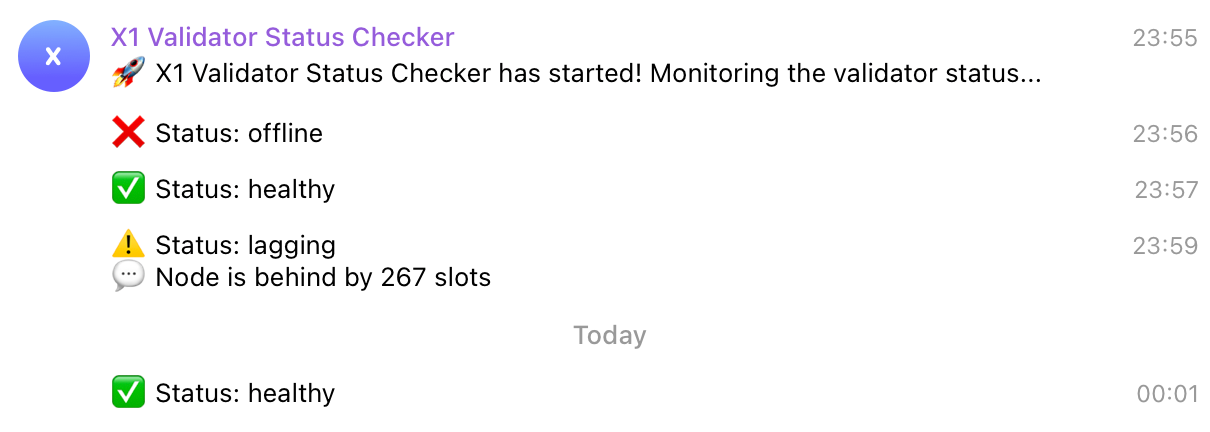 X
X1 Validator Status Checker 23:55
🚀 X1 Validator Status Checker has started! Monitoring the validator status...
❌ Status: offline 23:56
✅ Status: healthy 23:57
⚠️ Status: lagging 23:59
💬 Node is behind by 267 slots
Today
✅ Status: healthy 00:01